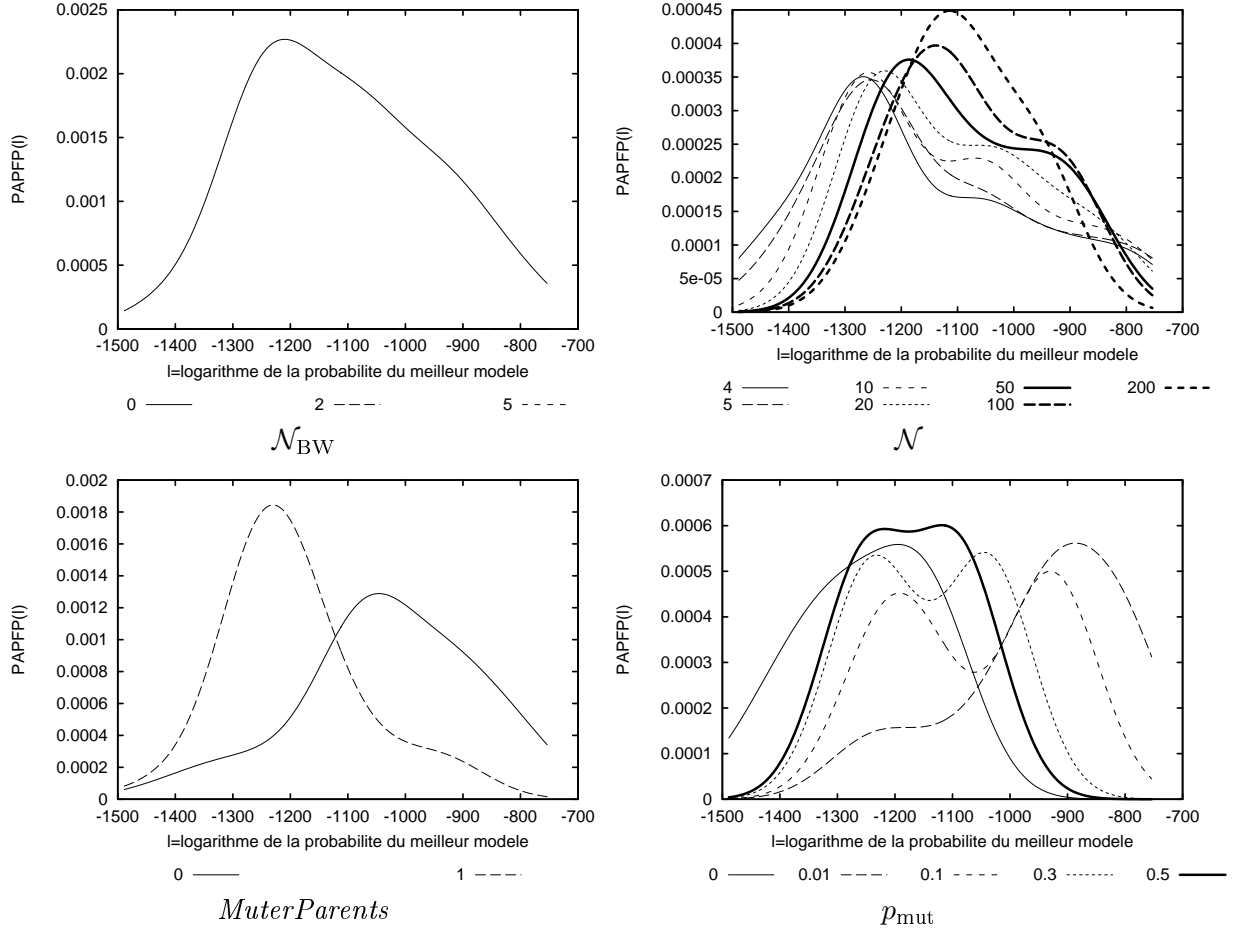 0.0025
0.002
0.0015
0.001
0.0005
0
PAPFP(l)
-1500 -1400 -1300 -1200 -1100 -1000 -900 -800 -700
l=logarithme de la probabilite du meilleur modele
0 2 5
𝒩BW
0.00045
0.0004
0.00035
0.0003
0.00025
0.0002
0.00015
0.0001
5e-05
0
PAPFP(l)
-1500 -1400 -1300 -1200 -1100 -1000 -900 -800 -700
l=logarithme de la probabilite du meilleur modele
4 10 50 200
5 20 100
𝒩
0.002
0.0018
0.0016
0.0014
0.0012
0.001
0.0008
0.0006
0.0004
0.0002
0
PAPFP(l)
-1500 -1400 -1300 -1200 -1100 -1000 -900 -800 -700
l=logarithme de la probabilite du meilleur modele
0 1
MuterParents
0.0007
0.0006
0.0005
0.0004
0.0003
0.0002
0.0001
0
PAPFP(l)
-1500 -1400 -1300 -1200 -1100 -1000 -900 -800 -700
l=logarithme de la probabilite du meilleur modele
0 0.01 0.1 0.3 0.5
pmut